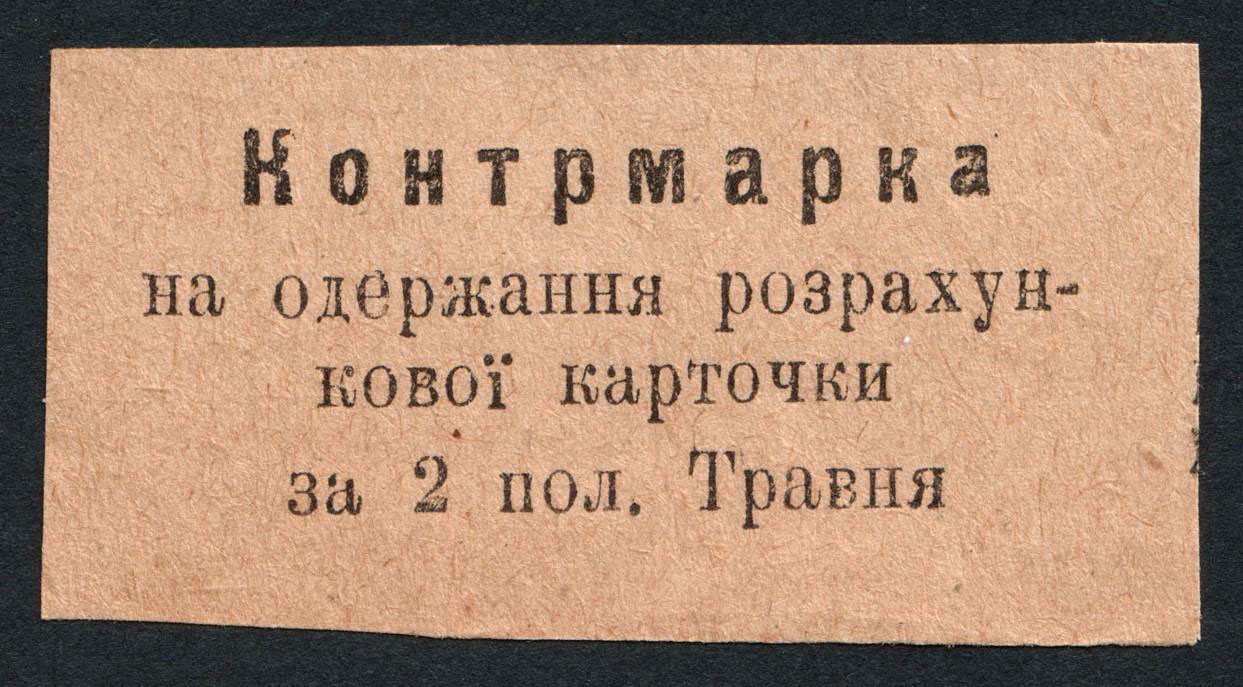 Контрмарка
на одержання розрахун-
кової карточки
за 2 пол. Травня